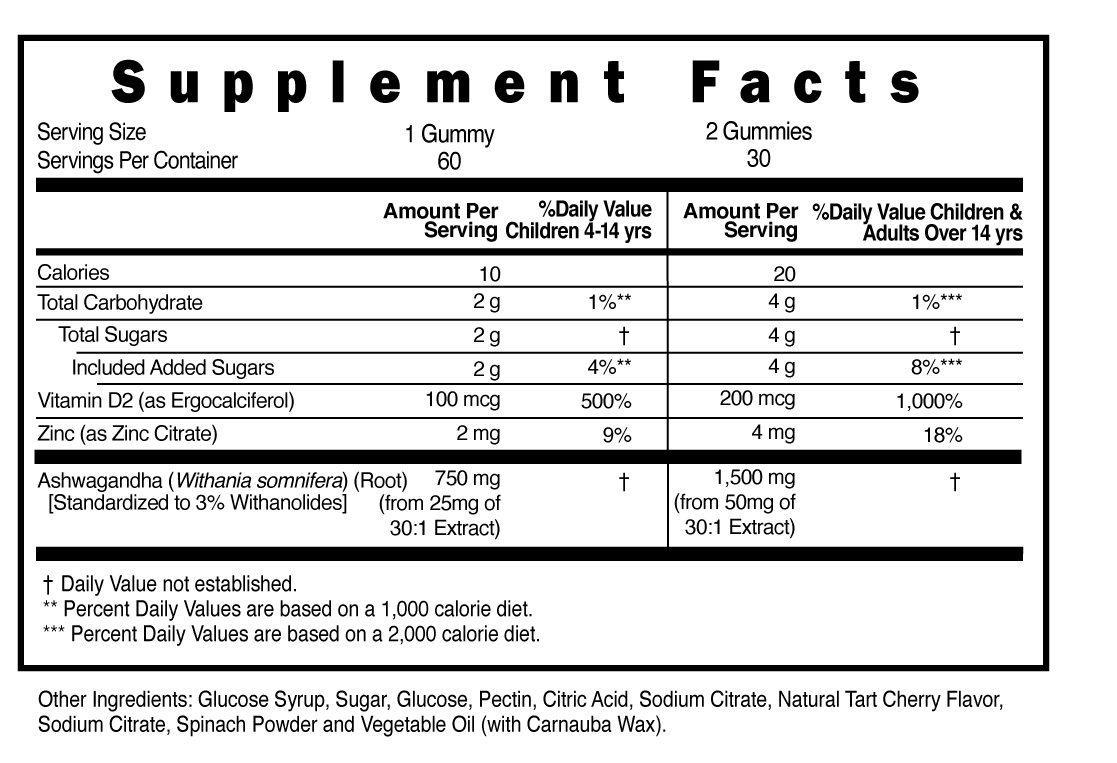 Supplement Facts
Serving Size 1 Gummy 2 Gummies
Servings Per Container 60 30
Amount Per Serving %Daily Value Children 4-14 yrs Amount Per Serving %Daily Value Children & Adults Over 14 yrs
Calories 10 20
Total Carbohydrate 2 g 1%** 4 g 1%***
Total Sugars 2 g † 4 g †
Included Added Sugars 2 g 4%** 4 g 8%***
Vitamin D2 (as Ergocalciferol) 100 mcg 500% 200 mcg 1,000%
Zinc (as Zinc Citrate) 2 mg 9% 4 mg 18%
Ashwagandha (Withania somnifera) (Root) 750 mg † 1,500 mg †
[Standardized to 3% Withanolides] (from 25mg of (from 50mg of
30:1 Extract) 30:1 Extract)
† Daily Value not established.
** Percent Daily Values are based on a 1,000 calorie diet.
*** Percent Daily Values are based on a 2,000 calorie diet.
Other Ingredients: Glucose Syrup, Sugar, Glucose, Pectin, Citric Acid, Sodium Citrate, Natural Tart Cherry Flavor,
Sodium Citrate, Spinach Powder and Vegetable Oil (with Carnauba Wax).